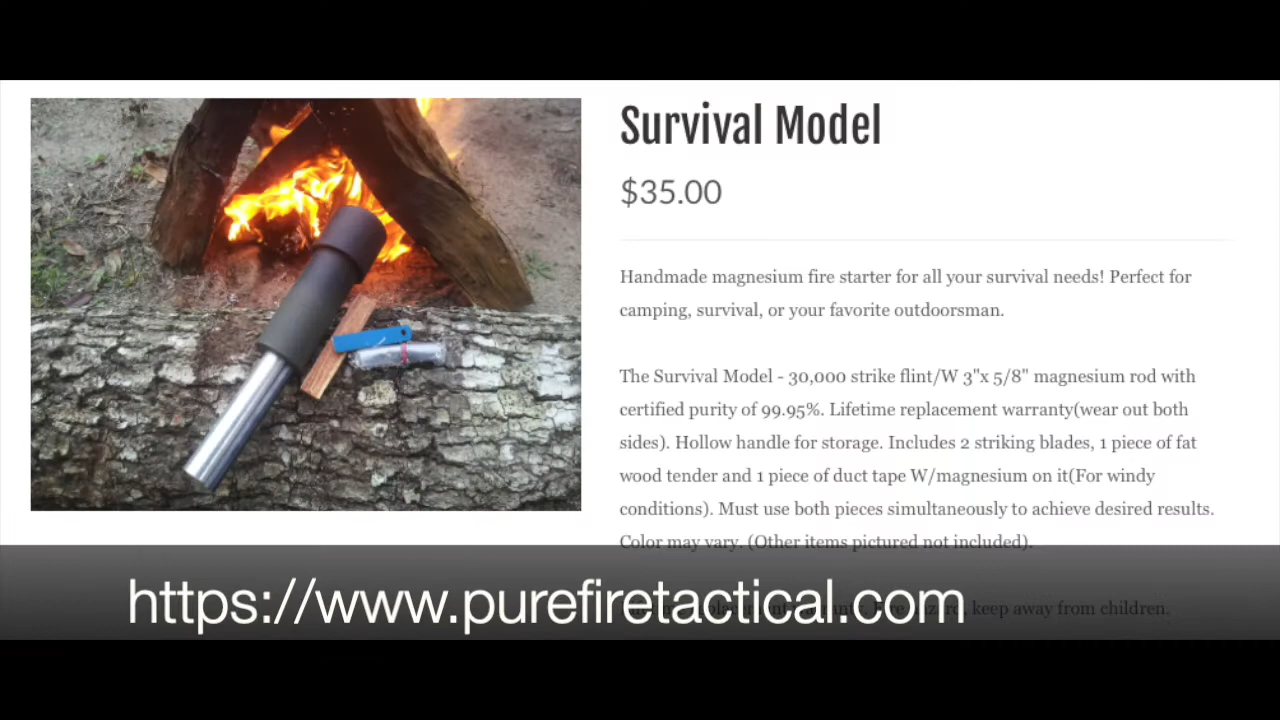 Survival Model
$35.00
Handmade magnesium fire starter for all your survival needs! Perfect for
camping, survival, or your favorite outdoorsman.
The Survival Model - 30,000 strike flint/W 3"x 5/8" magnesium rod with
certified purity of 99.95%. Lifetime replacement warranty(wear out both
sides). Hollow handle for storage. Includes 2 striking blades, 1 piece of fat
wood tender and 1 piece of duct tape W/magnesium on it(For windy
conditions). Must use both pieces simultaneously to achieve desired results.
Color may vary. (Other items pictured not included).
keep away from children.
https://www.purefiretactical.com